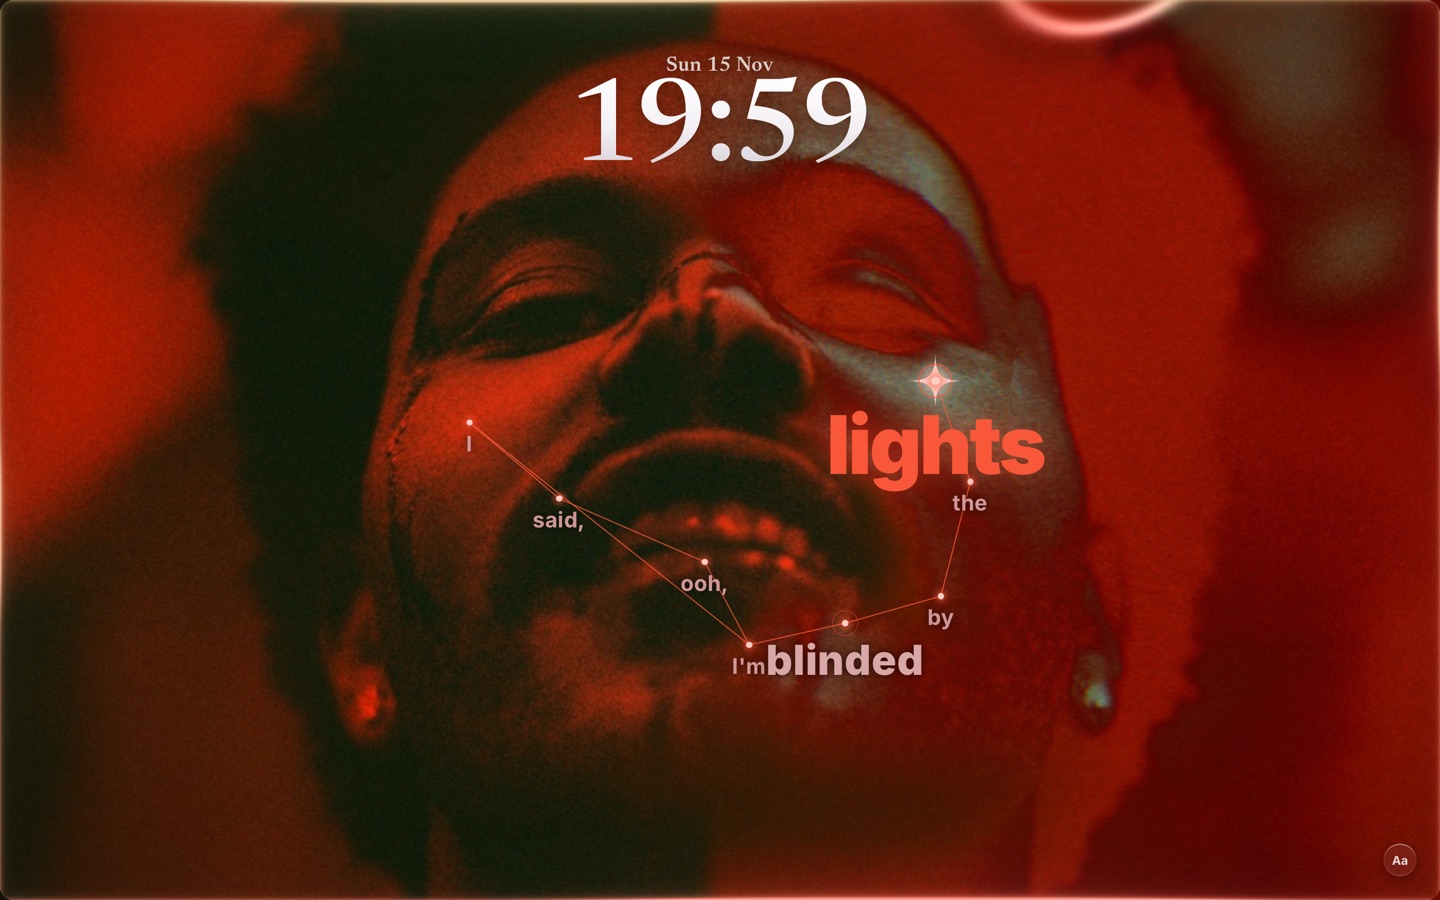 Sun 15 Nov
19:59
I
said,
ooh,
I'm
blinded
by
the
lights
Aa